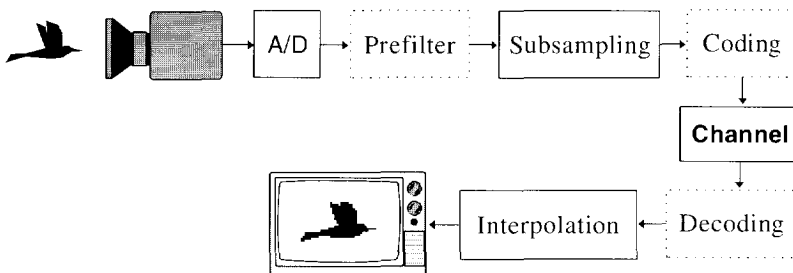 A/D
Prefilter
Subsampling
Coding
Channel
Decoding
Interpolation